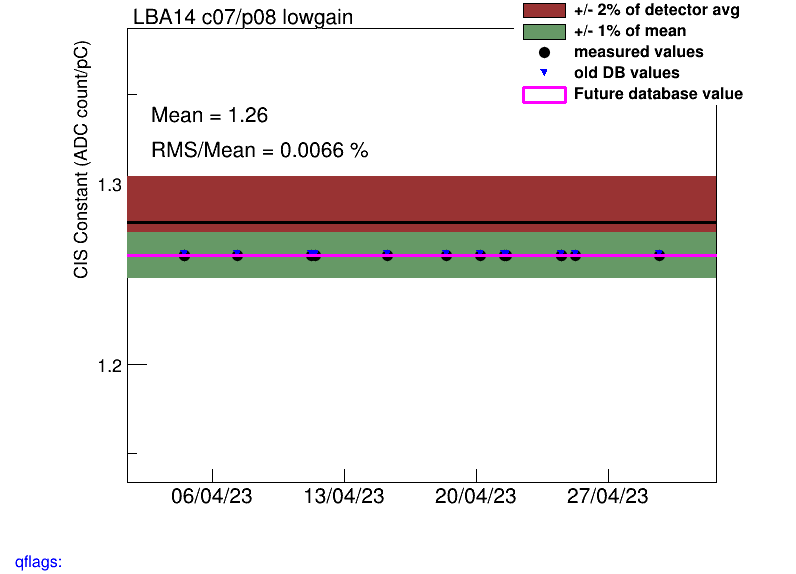 LBA14 c07/p08 lowgain
+/- 2% of detector avg
+/- 1% of mean
measured values
old DB values
Future database value
Mean = 1.26
RMS/Mean = 0.0066 %
CIS Constant (ADC count/pC)
1.3
1.2
06/04/23 13/04/23 20/04/23 27/04/23
qflags: